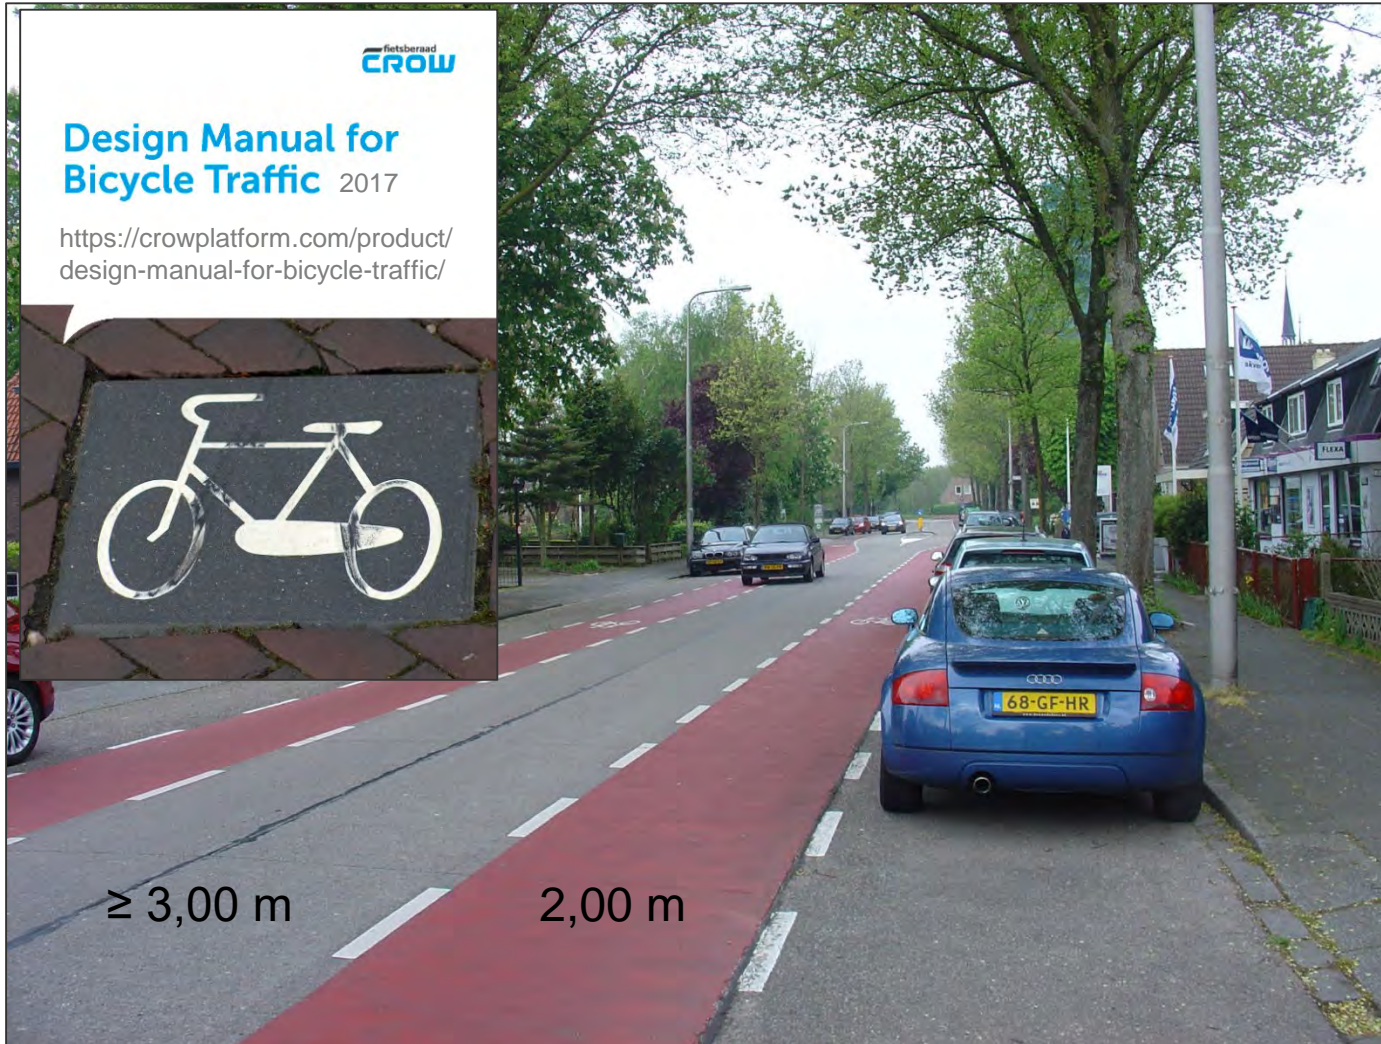 fietsberaad
CROW
Design Manual for
Bicycle Traffic 2017
https://crowplatform.com/product/
design-manual-for-bicycle-traffic/
FLEXA
68-GF-HR
≥ 3,00 m
2,00 m